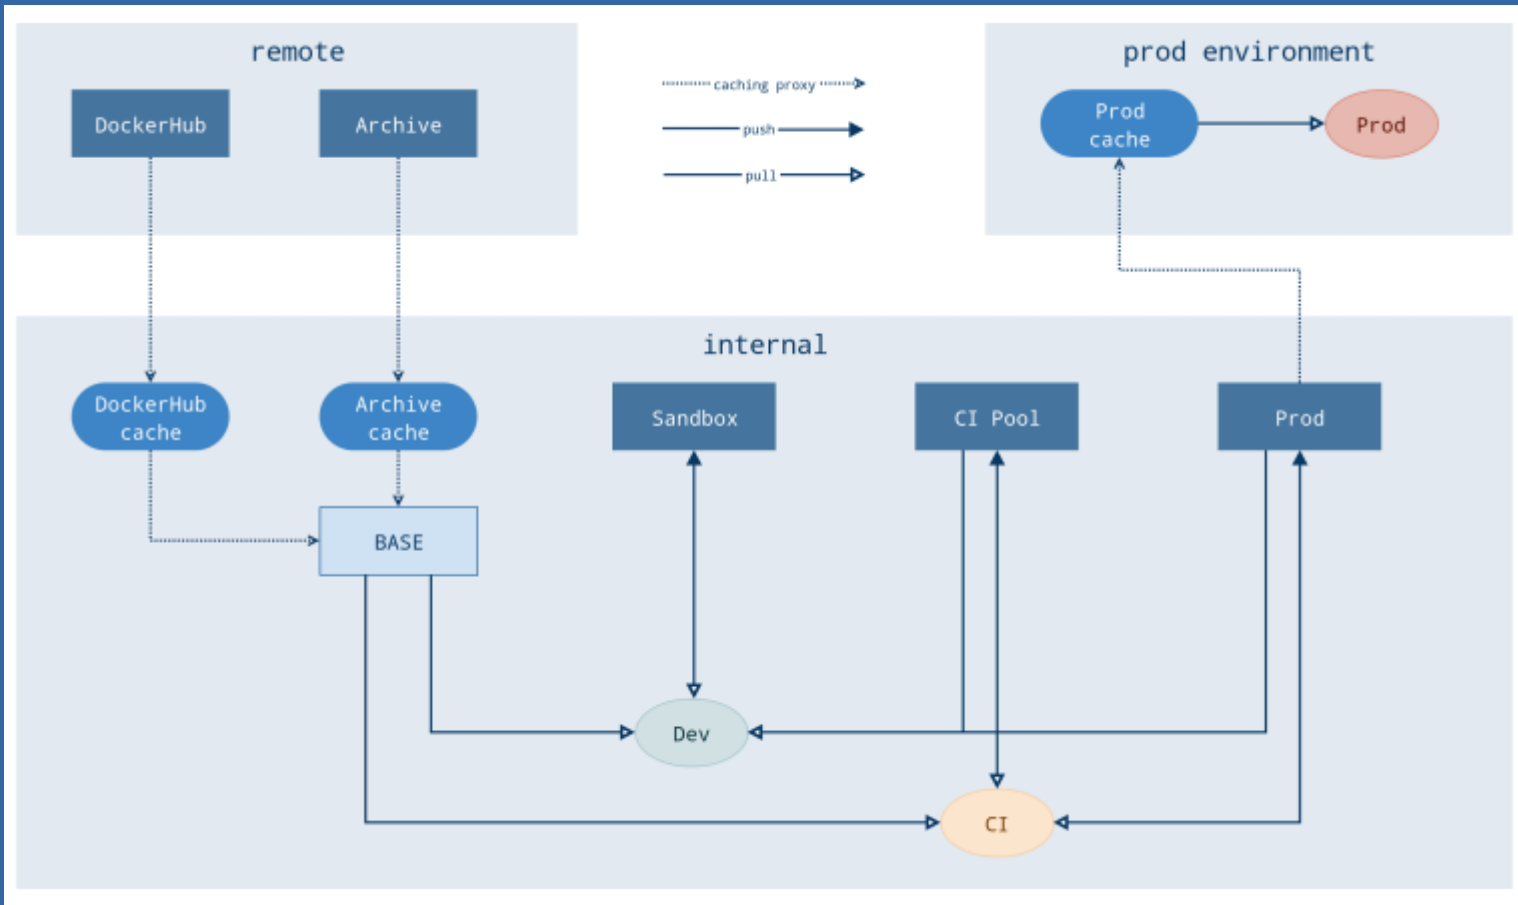 remote
DockerHub
Archive
caching proxy
push
pull
prod environment
Prod
cache
Prod
internal
DockerHub
cache
Archive
cache
Sandbox
CI Pool
Prod
BASE
Dev
CI